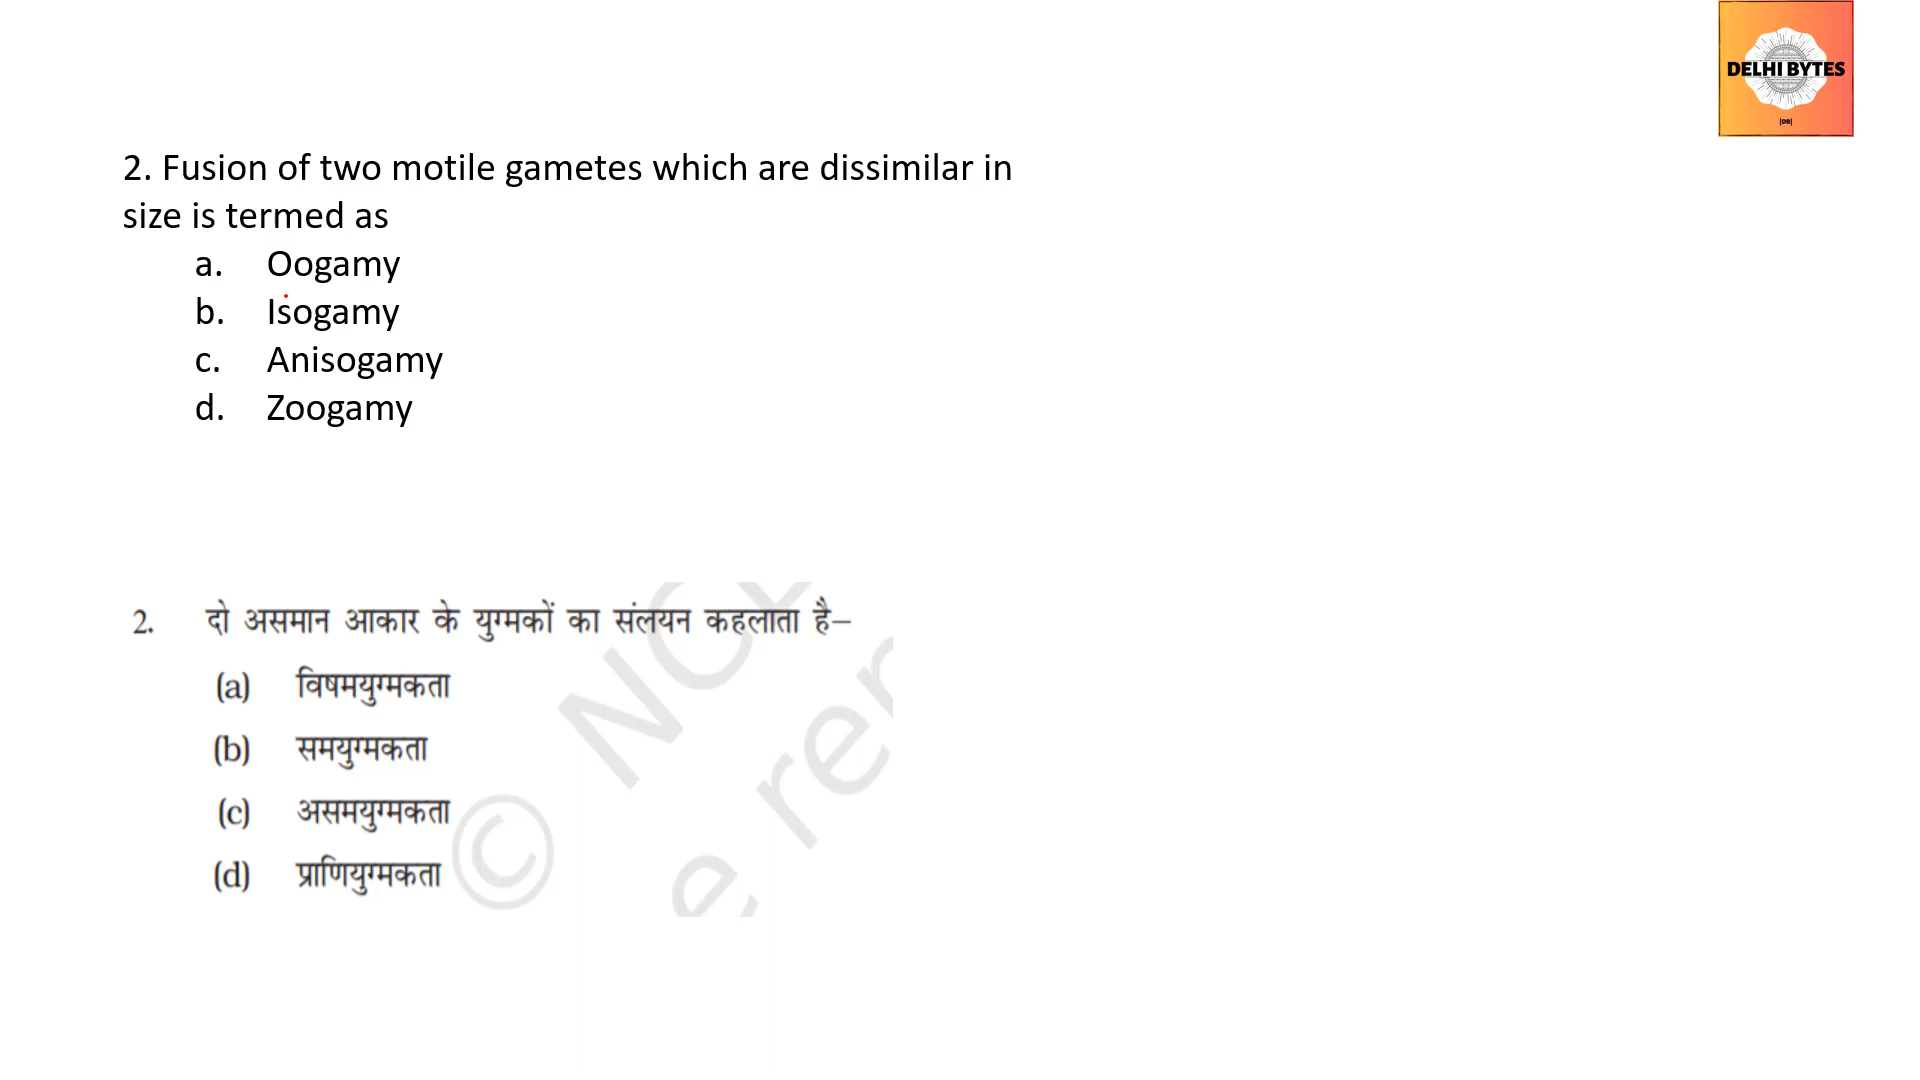 DELHI BYTES
|DB|
2. Fusion of two motile gametes which are dissimilar in
size is termed as
a. Oogamy
b. Isogamy
c. Anisogamy
d. Zoogamy
2. दो असमान आकार के युग्मकों का संलयन कहलाता है–
(a) विषमयुग्मकता
(b) समयुग्मकता
(c) असमयुग्मकता
(d) प्राणियुग्मकता